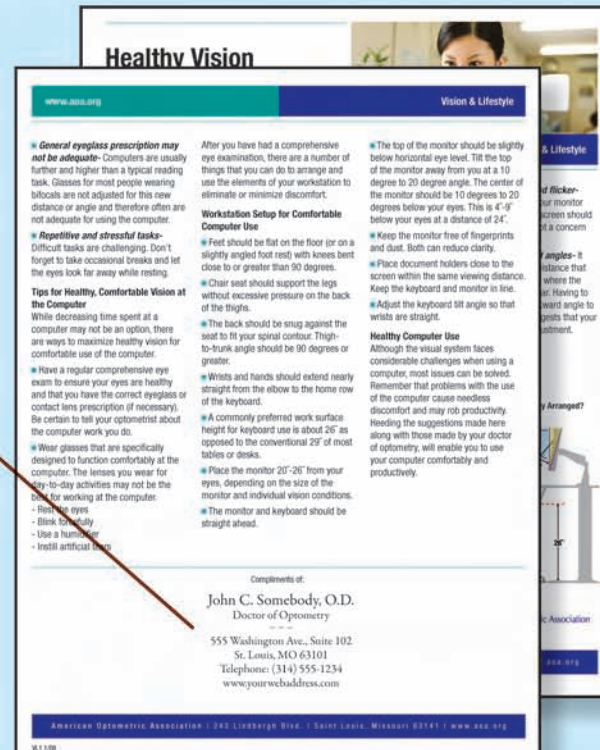 Healthy Vision
www.aoa.org
Vision & Lifestyle
General eyeglass prescription may
not be adequate- Computers are usually
further and higher than a typical reading
task. Glasses for most people wearing
bifocals are not adjusted for this new
distance or angle and therefore often are
not adequate for using the computer.
Repetitive and stressful tasks-
Difficult tasks are challenging. Don't
forget to take occasional breaks and let
the eyes look far away while resting.
Tips for Healthy, Comfortable Vision at
the Computer
While decreasing time spent at a
computer may not be an option, there
are ways to maximize healthy vision for
comfortable use of the computer.
Have a regular comprehensive eye
exam to ensure your eyes are healthy
and that you have the correct eyeglass or
contact lens prescription (if necessary).
Be certain to tell your optometrist about
the computer work you do.
Wear glasses that are specifically
designed to function comfortably at the
computer. The lenses you wear for
day-to-day activities may not be the
best for working at the computer.
- Rest the eyes
- Blink forcefully
- Use a humidifier
- Instill artificial tears
After you have had a comprehensive
eye examination, there are a number of
things that you can do to arrange and
use the elements of your workstation to
eliminate or minimize discomfort.
Workstation Setup for Comfortable
Computer Use
Feet should be flat on the floor (or on a
slightly angled foot rest) with knees bent
close to or greater than 90 degrees.
Chair seat should support the legs
without excessive pressure on the back
of the thighs.
The back should be snug against the
seat to fit your spinal contour. Thigh-
to-trunk angle should be 90 degrees or
greater.
Wrists and hands should extend nearly
straight from the elbow to the home row
of the keyboard.
A commonly preferred work surface
height for keyboard use is about 26" as
opposed to the conventional 29" of most
tables or desks.
Place the monitor 20"-26" from your
eyes, depending on the size of the
monitor and individual vision conditions.
The monitor and keyboard should be
straight ahead.
The top of the monitor should be slightly
below horizontal eye level. Tilt the top
of the monitor away from you at a 10
degree to 20 degree angle. The center of
the monitor should be 10 degrees to 20
degrees below your eyes. This is 4"-9"
below your eyes at a distance of 24".
Keep the monitor free of fingerprints
and dust. Both can reduce clarity.
Place document holders close to the
screen within the same viewing distance.
Keep the keyboard and monitor in line.
Adjust the keyboard tilt angle so that
wrists are straight.
Healthy Computer Use
Although the visual system faces
considerable challenges when using a
computer, most issues can be solved.
Remember that problems with the use
of the computer cause needless
discomfort and may rob productivity.
Heeding the suggestions made here
along with those made by your doctor
of optometry, will enable you to use
your computer comfortably and
productively.
Compliments of:
John C. Somebody, O.D.
Doctor of Optometry
555 Washington Ave., Suite 102
St. Louis, MO 63101
Telephone: (314) 555-1234
www.yourwebaddress.com
American Optometric Association | 243 Lindbergh Blvd. | Saint Louis, Missouri 63141 | www.aoa.org
& Lifestyle
flicker-
monitor
screen should
t a concern
angles- It
where the
Having to
ward angle to
gests that your
Arranged?
26"
Association
aoa.org